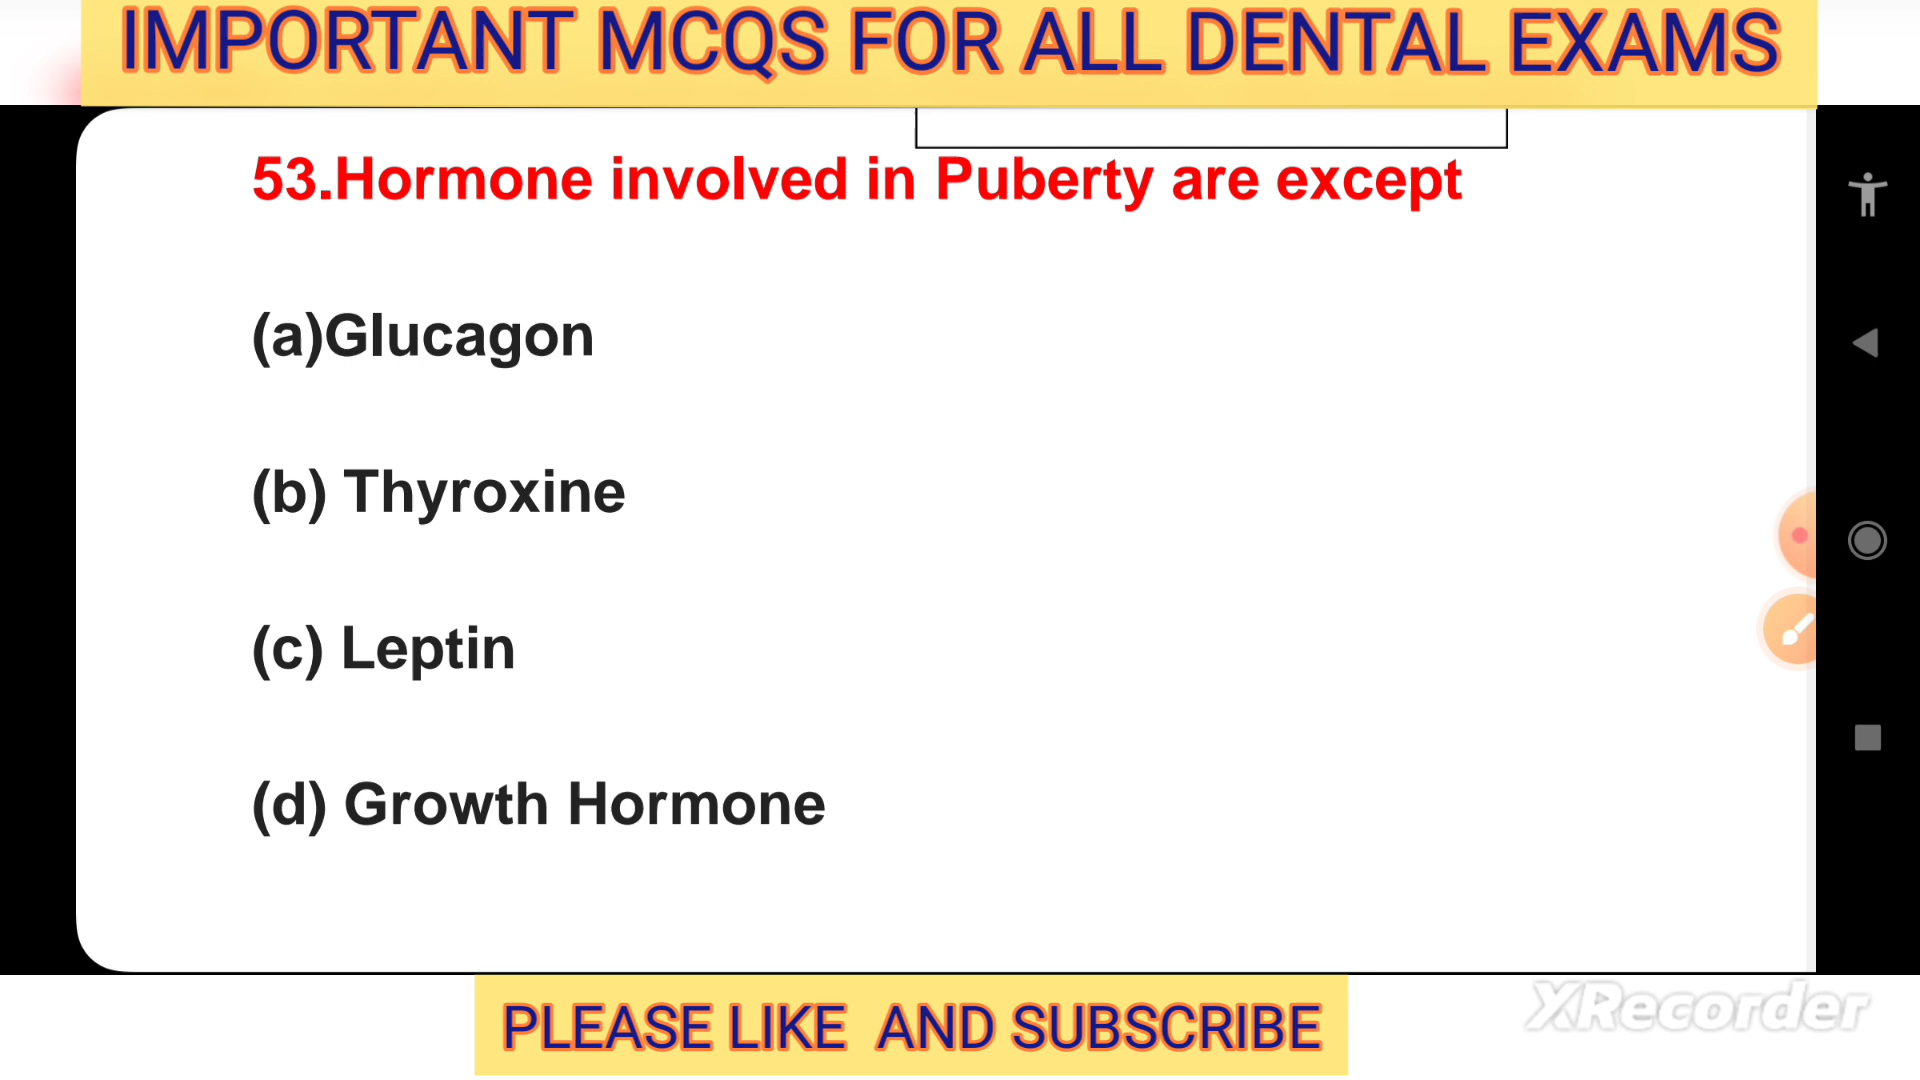 IMPORTANT MCQS FOR ALL DENTAL EXAMS
53.Hormone involved in Puberty are except
(a)Glucagon
(b) Thyroxine
(c) Leptin
(d) Growth Hormone
PLEASE LIKE AND SUBSCRIBE
XRecorder